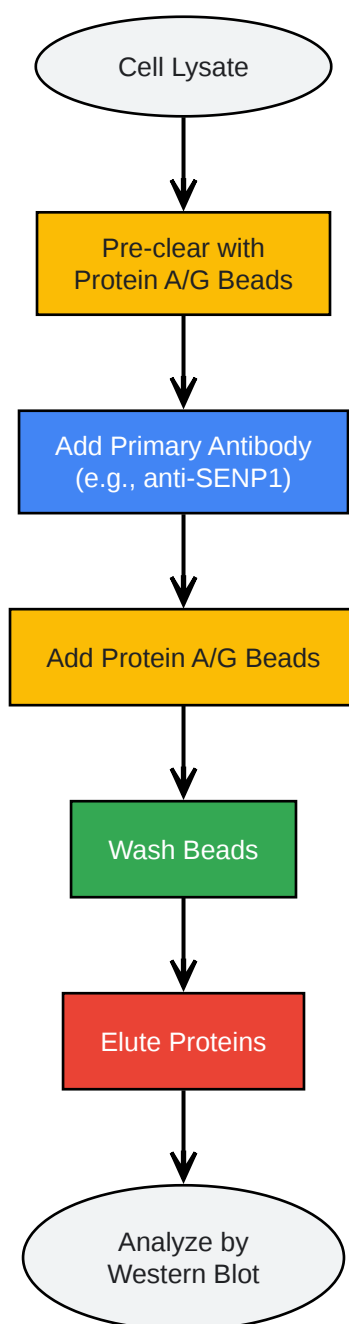 Cell Lysate
Pre-clear with
Protein A/G Beads
Add Primary Antibody
(e.g., anti-SENP1)
Add Protein A/G Beads
Wash Beads
Elute Proteins
Analyze by
Western Blot